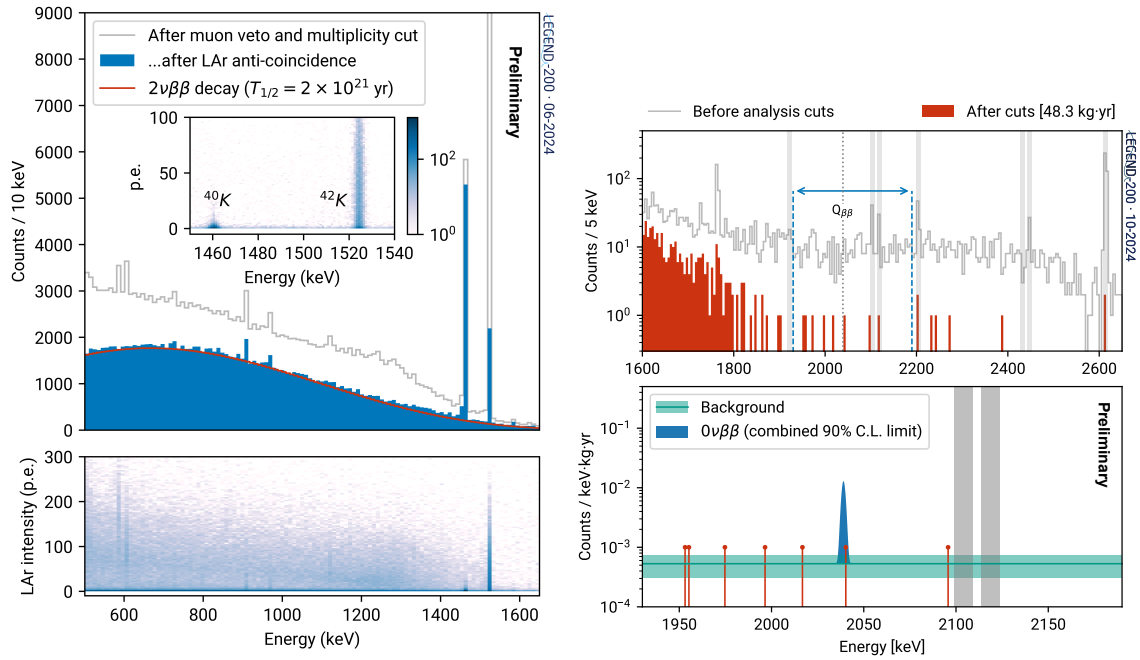 9000
8000
7000
6000
5000
4000
3000
2000
1000
0
Counts / 10 keV
After muon veto and multiplicity cut
...after LAr anti-coincidence
2νββ decay (T1/2 = 2 × 10^21 yr)
Preliminary
LEGEND-200 · 06-2024
100
50
0
p.e.
40K
42K
10^2
10^0
1460 1480 1500 1520 1540
Energy (keV)
300
200
100
0
LAr intensity (p.e.)
600 800 1000 1200 1400 1600
Energy (keV)
Before analysis cuts
After cuts [48.3 kg·yr]
10^2
10^1
10^0
Counts / 5 keV
Qββ
LEGEND-200 · 10-2024
1600 1800 2000 2200 2400 2600
Background
0νββ (combined 90% C.L. limit)
Preliminary
10^−1
10^−2
10^−3
10^−4
Counts / keV·kg·yr
1950 2000 2050 2100 2150
Energy [keV]